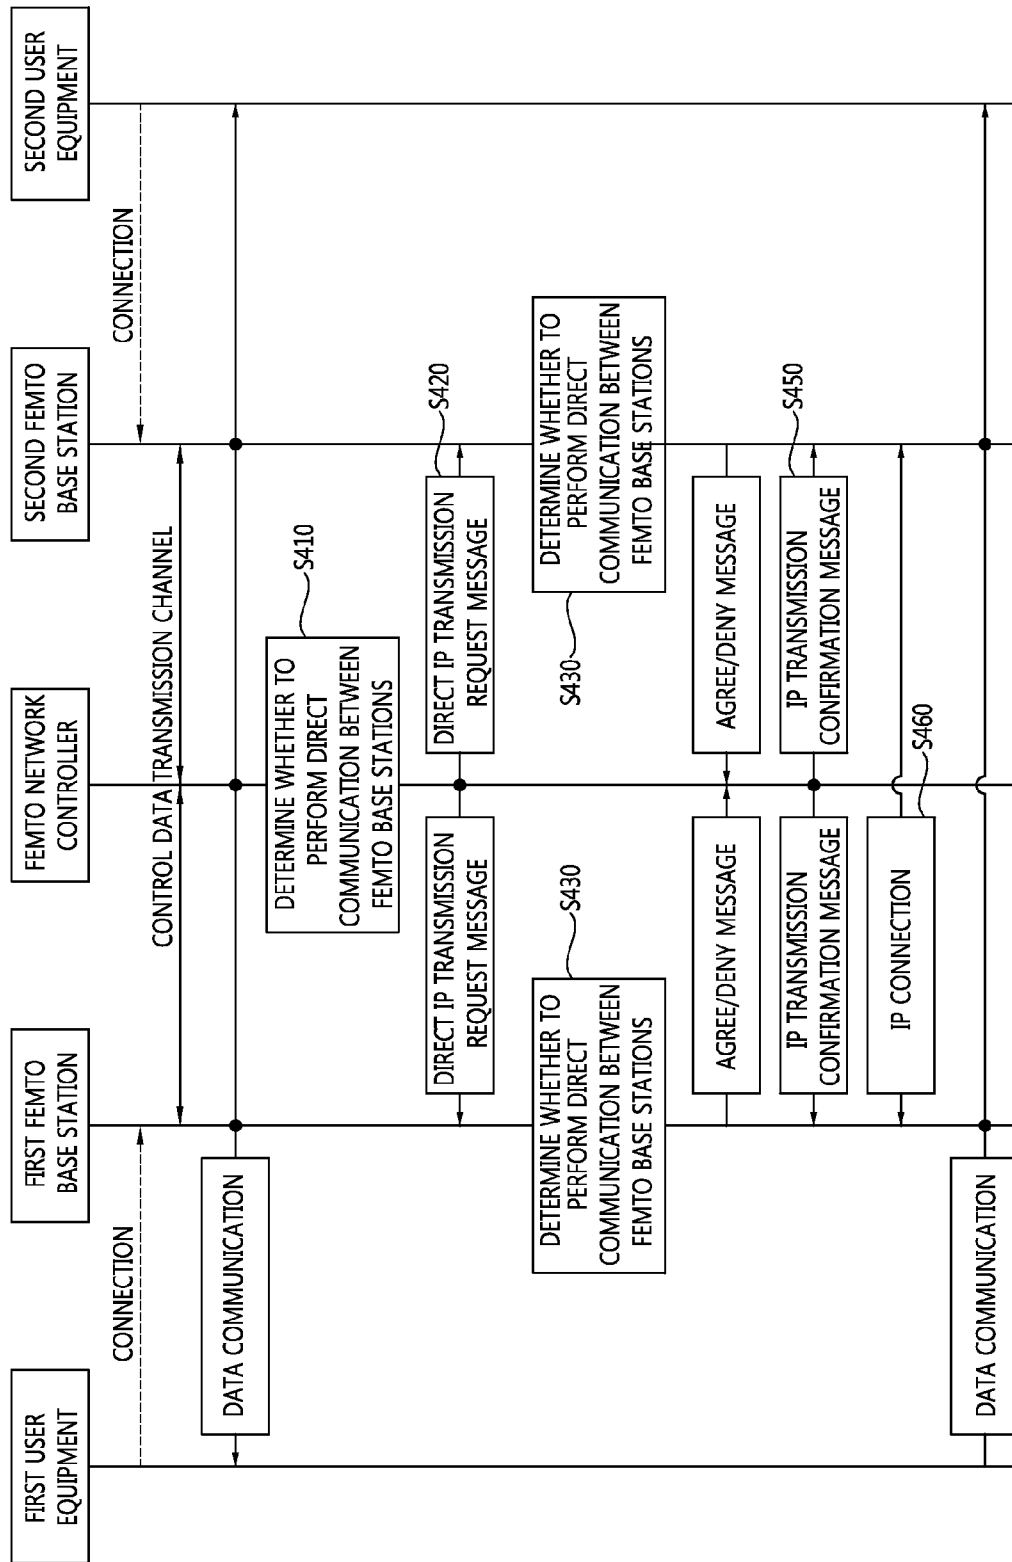 FIRST USER
EQUIPMENT
FIRST FEMTO
BASE STATION
FEMTO NETWORK
CONTROLLER
SECOND FEMTO
BASE STATION
SECOND USER
EQUIPMENT
CONNECTION
CONNECTION
CONTROL DATA TRANSMISSION CHANNEL
DATA COMMUNICATION
DETERMINE WHETHER TO
PERFORM DIRECT
COMMUNICATION BETWEEN
FEMTO BASE STATIONS
S410
DIRECT IP TRANSMISSION
REQUEST MESSAGE
DIRECT IP TRANSMISSION
REQUEST MESSAGE
S420
DETERMINE WHETHER TO
PERFORM DIRECT
COMMUNICATION BETWEEN
FEMTO BASE STATIONS
S430
S430
DETERMINE WHETHER TO
PERFORM DIRECT
COMMUNICATION BETWEEN
FEMTO BASE STATIONS
AGREE/DENY MESSAGE
AGREE/DENY MESSAGE
IP TRANSMISSION
CONFIRMATION MESSAGE
IP TRANSMISSION
CONFIRMATION MESSAGE
S450
IP CONNECTION
S460
DATA COMMUNICATION